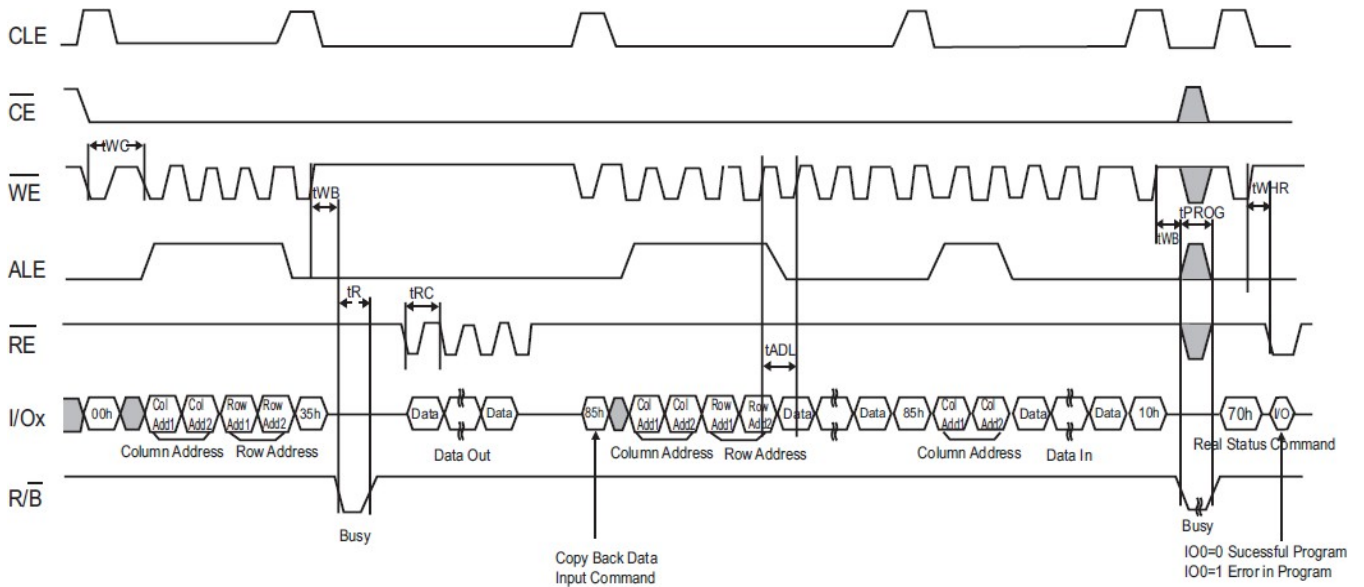 CLE
CE
tWC
WE
tWB
tWHR
tPROG
tWB
ALE
tR
tRC
RE
tADL
I/Ox
00h
Col Add1
Col Add2
Row Add1
Row Add2
35h
Data
Data
85h
Col Add1
Col Add2
Row Add1
Row Add2
Data
Data
85h
Col Add1
Col Add2
Data
Data
10h
70h
I/O
Column Address
Row Address
Data Out
Column Address
Row Address
Column Address
Data In
Real Status Command
R/B
Busy
Busy
Copy Back Data
Input Command
IO0=0 Sucessful Program
IO0=1 Error in Program